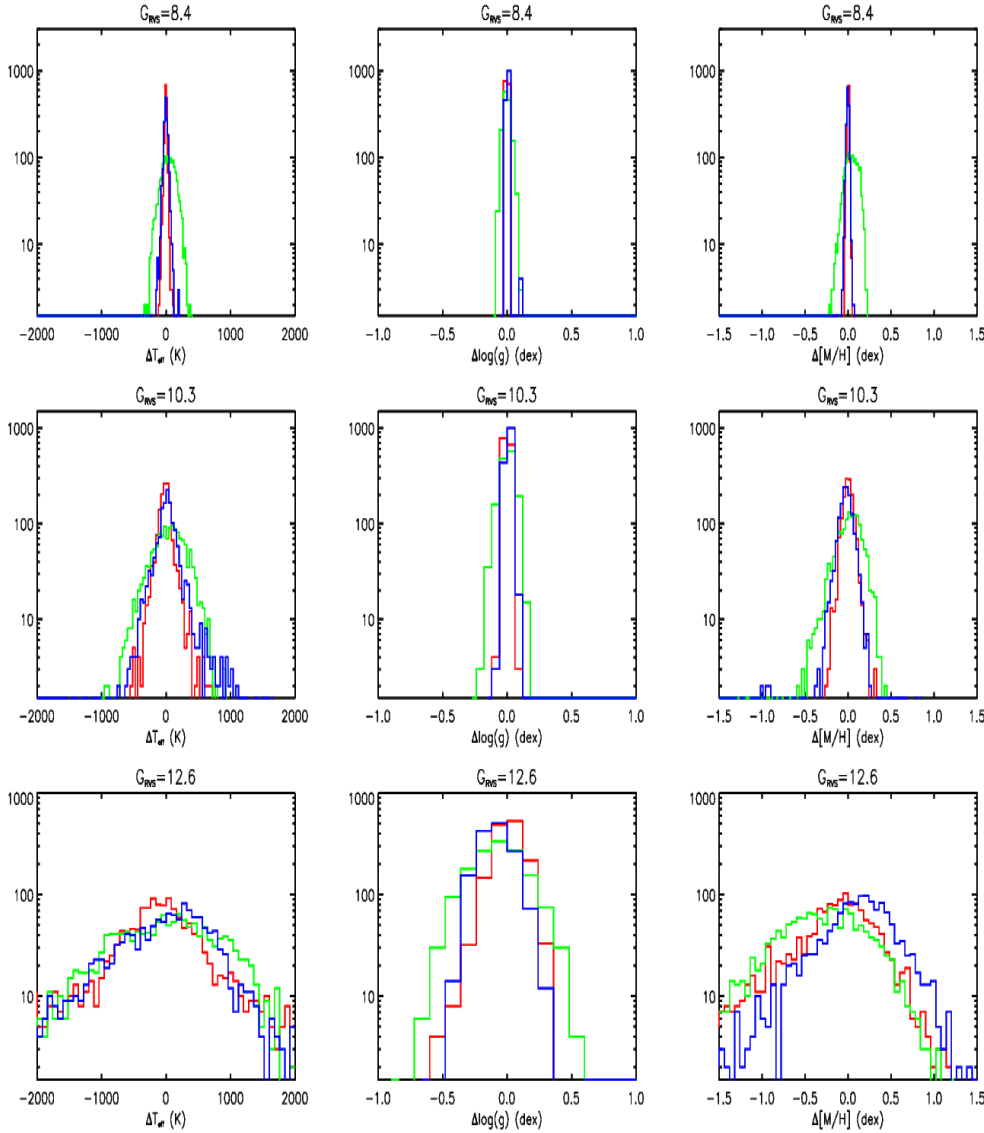 G_RVS=8.4 G_RVS=8.4 G_RVS=8.4
1000 1000 1000
100 100 100
10 10 10
−2000 −1000 0 1000 2000 −1.0 −0.5 0.0 0.5 1.0 −1.5 −1.0 −0.5 0.0 0.5 1.0 1.5
ΔT_eff (K) Δlog(g) (dex) Δ[M/H] (dex)
G_RVS=10.3 G_RVS=10.3 G_RVS=10.3
1000 1000 1000
100 100 100
10 10 10
−2000 −1000 0 1000 2000 −1.0 −0.5 0.0 0.5 1.0 −1.5 −1.0 −0.5 0.0 0.5 1.0 1.5
ΔT_eff (K) Δlog(g) (dex) Δ[M/H] (dex)
G_RVS=12.6 G_RVS=12.6 G_RVS=12.6
1000 1000 1000
100 100 100
10 10 10
−2000 −1000 0 1000 2000 −1.0 −0.5 0.0 0.5 1.0 −1.5 −1.0 −0.5 0.0 0.5 1.0 1.5
ΔT_eff (K) Δlog(g) (dex) Δ[M/H] (dex)